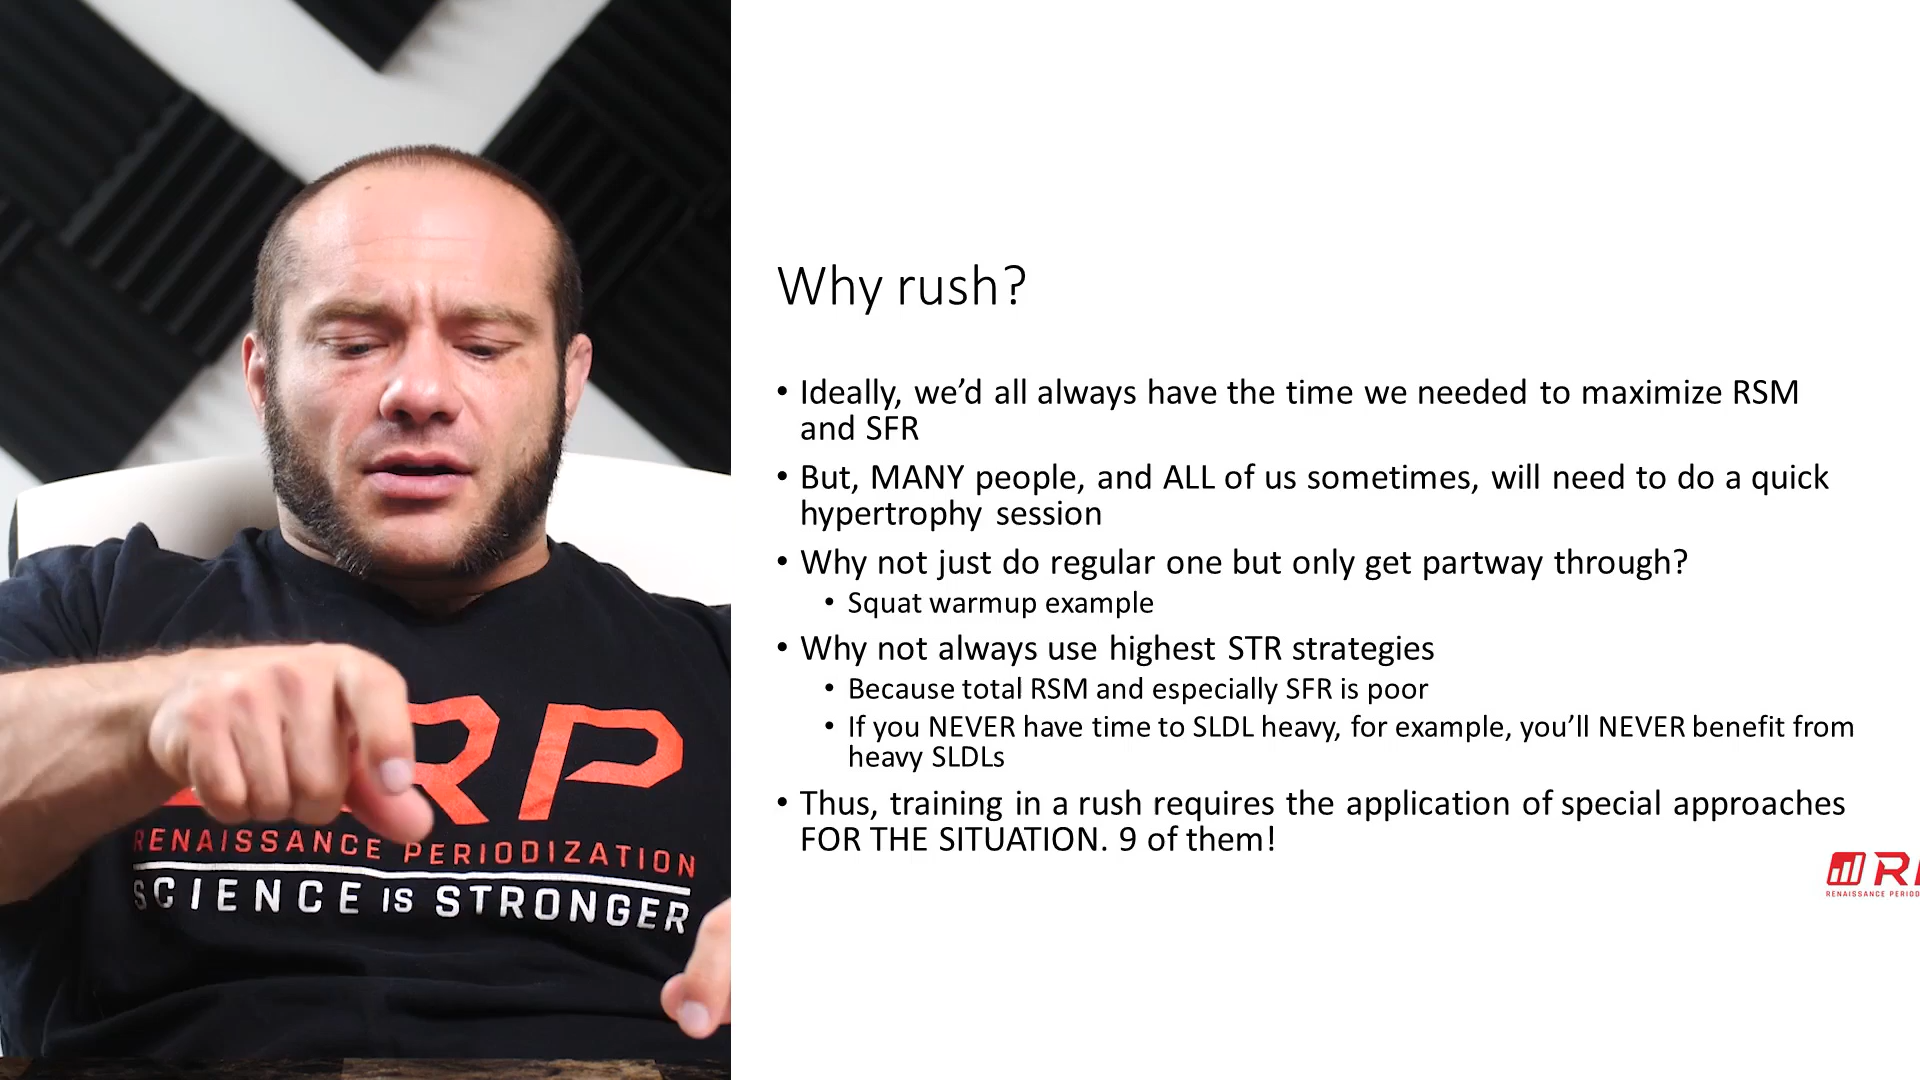 Why rush?
• Ideally, we’d all always have the time we needed to maximize RSM
and SFR
• But, MANY people, and ALL of us sometimes, will need to do a quick
hypertrophy session
• Why not just do regular one but only get partway through?
• Squat warmup example
• Why not always use highest STR strategies
• Because total RSM and especially SFR is poor
• If you NEVER have time to SLDL heavy, for example, you’ll NEVER benefit from
heavy SLDLs
• Thus, training in a rush requires the application of special approaches
FOR THE SITUATION. 9 of them!
RP
RENAISSANCE PERIODIZATION
SCIENCE IS STRONGER
RENAISSANCE